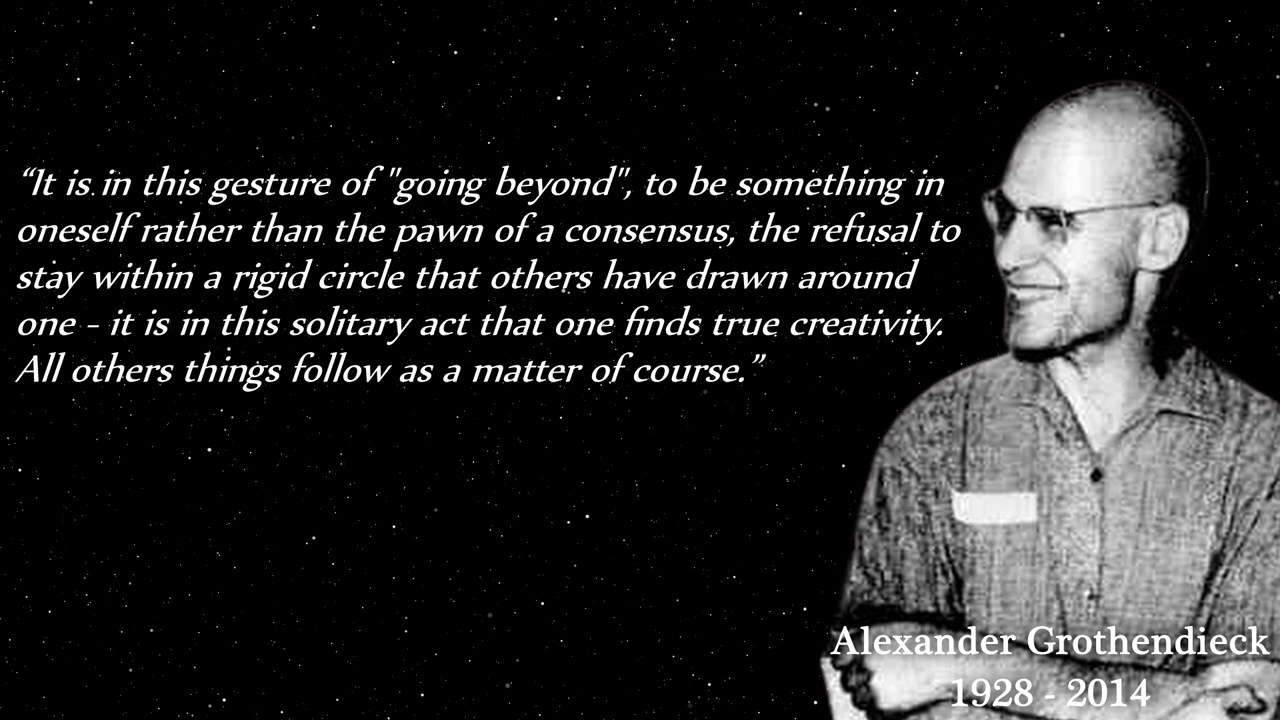 “It is in this gesture of "going beyond", to be something in
oneself rather than the pawn of a consensus, the refusal to
stay within a rigid circle that others have drawn around
one - it is in this solitary act that one finds true creativity.
All others things follow as a matter of course.”
Alexander Grothendieck
1928 - 2014